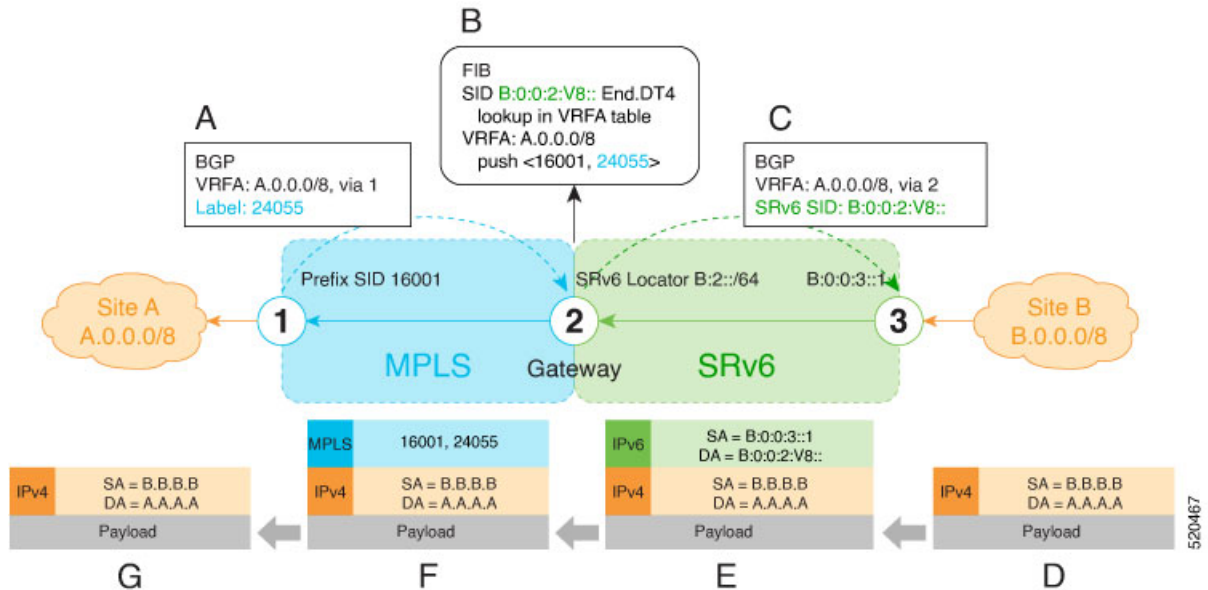 B
FIB
SID B:0:0:2:V8:: End.DT4
lookup in VRFA table
VRFA: A.0.0.0/8
push <16001, 24055>
A
BGP
VRFA: A.0.0.0/8, via 1
Label: 24055
C
BGP
VRFA: A.0.0.0/8, via 2
SRv6 SID: B:0:0:2:V8::
Prefix SID 16001
SRv6 Locator B:2::/64
B:0:0:3::1
Site A
A.0.0.0/8
1
2
3
Site B
B.0.0.0/8
MPLS
Gateway
SRv6
IPv4
SA = B.B.B.B
DA = A.A.A.A
Payload
G
MPLS
16001, 24055
IPv4
SA = B.B.B.B
DA = A.A.A.A
Payload
F
IPv6
SA = B:0:0:3::1
DA = B:0:0:2:V8::
IPv4
SA = B.B.B.B
DA = A.A.A.A
Payload
E
IPv4
SA = B.B.B.B
DA = A.A.A.A
Payload
D
520467